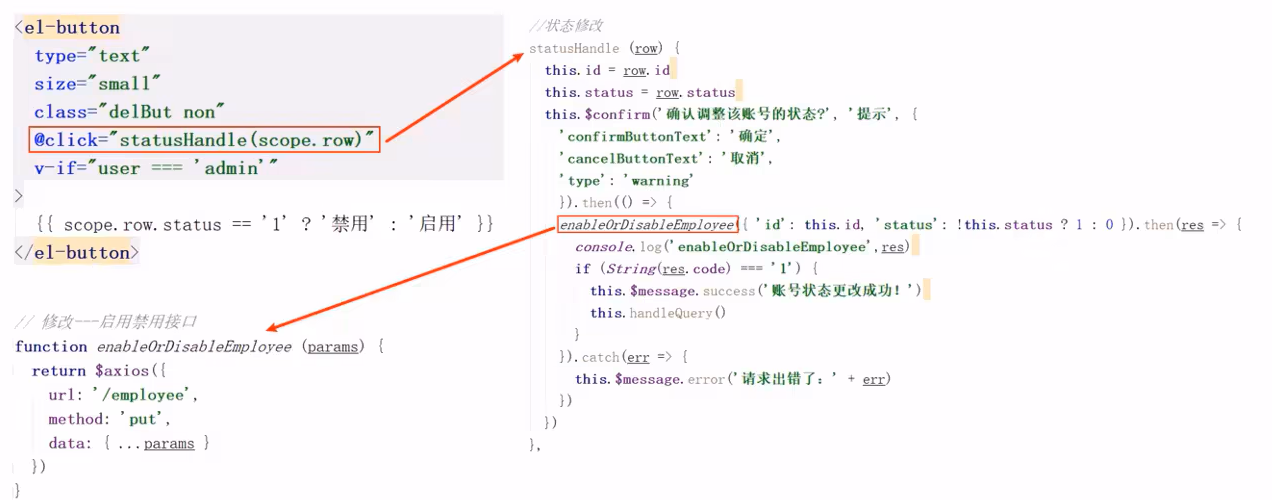 <el-button
type="text"
size="small"
class="delBut non"
@click="statusHandle(scope.row)"
v-if="user === 'admin'"
>
{{ scope.row.status == '1' ? '禁用' : '启用' }}
</el-button>
// 修改---启用禁用接口
function enableOrDisableEmployee (params) {
return $axios({
url: '/employee',
method: 'put',
data: { ...params }
})
}
//状态修改
statusHandle (row) {
this.id = row.id
this.status = row.status
this.$confirm('确认调整该账号的状态?', '提示', {
'confirmButtonText': '确定',
'cancelButtonText': '取消',
'type': 'warning'
}).then(() => {
enableOrDisableEmployee({ 'id': this.id, 'status': !this.status ? 1 : 0 }).then(res => {
console.log('enableOrDisableEmployee',res)
if (String(res.code) === '1') {
this.$message.success('账号状态更改成功！')
this.handleQuery()
}
}).catch(err => {
this.$message.error('请求出错了：' + err)
})
})
},